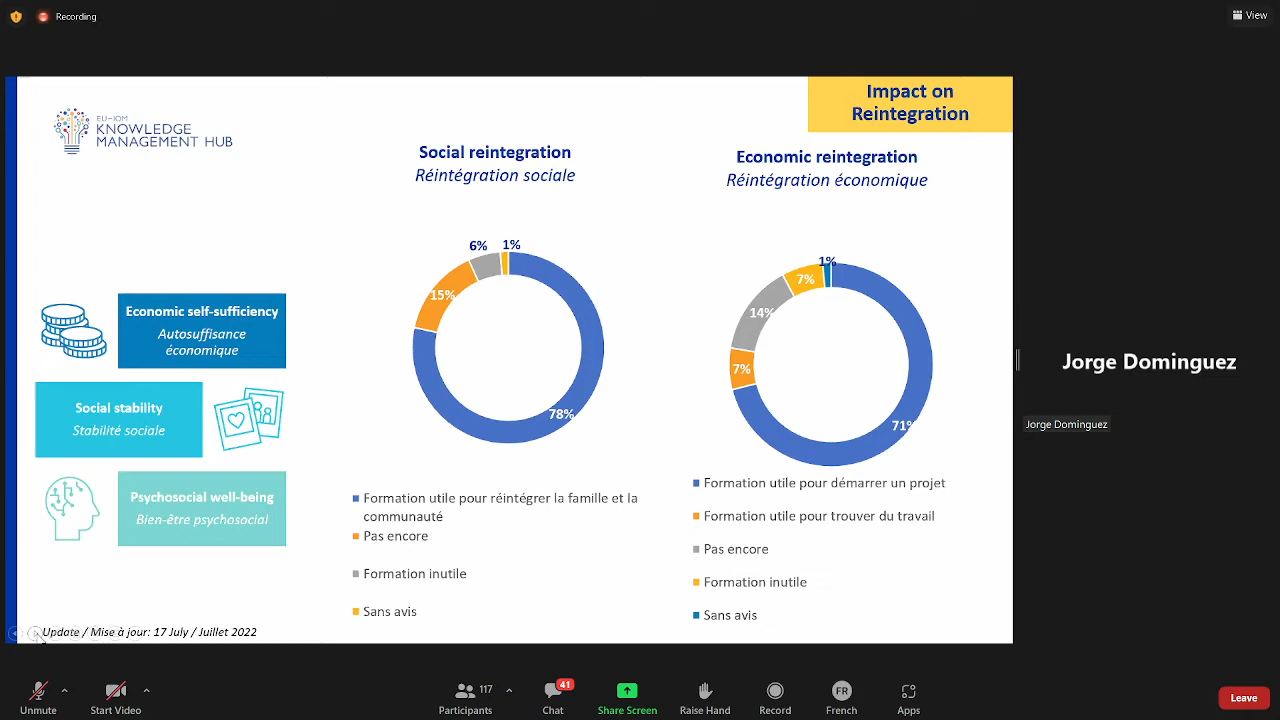 Recording
View
EU-IOM
KNOWLEDGE
MANAGEMENT HUB
Impact on
Reintegration
Social reintegration
Réintégration sociale
Economic reintegration
Réintégration économique
6%
1%
15%
78%
1%
7%
14%
7%
71%
Economic self-sufficiency
Autosuffisance
économique
Social stability
Stabilité sociale
Psychosocial well-being
Bien-être psychosocial
Formation utile pour réintégrer la famille et la
communauté
Pas encore
Formation inutile
Sans avis
Formation utile pour démarrer un projet
Formation utile pour trouver du travail
Pas encore
Formation inutile
Sans avis
Update / Mise à jour: 17 July / Juillet 2022
Jorge Dominguez
Jorge Dominguez
Unmute
Start Video
117
Participants
41
Chat
Share Screen
Raise Hand
Record
FR
French
Apps
Leave